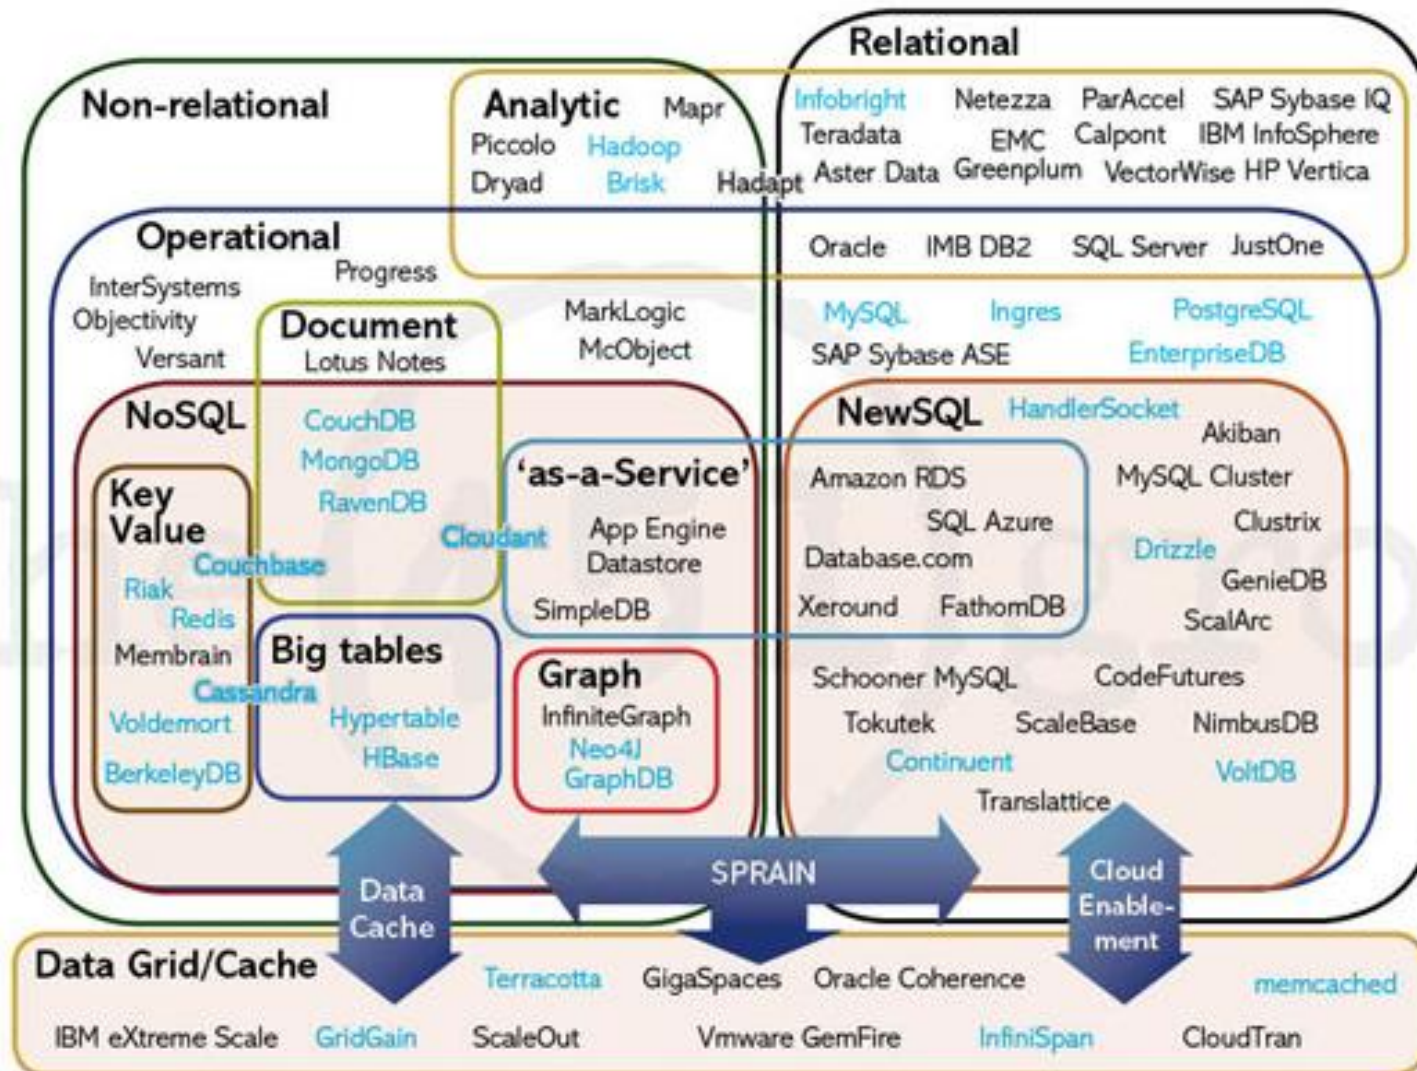 Relational
Non-relational
Analytic
Mapr
Piccolo
Hadoop
Dryad
Brisk
Hadapt
Infobright
Netezza
ParAccel
SAP Sybase IQ
Teradata
EMC
Calpont
IBM InfoSphere
Aster Data
Greenplum
VectorWise
HP Vertica
Operational
Oracle
IMB DB2
SQL Server
JustOne
InterSystems
Progress
Objectivity
Versant
MarkLogic
McObject
MySQL
Ingres
PostgreSQL
SAP Sybase ASE
EnterpriseDB
Document
Lotus Notes
NoSQL
CouchDB
MongoDB
RavenDB
Cloudant
Key
Value
Couchbase
Riak
Redis
Membrain
Cassandra
Voldemort
BerkeleyDB
Big tables
Hypertable
HBase
'as-a-Service'
App Engine
Datastore
SimpleDB
Graph
InfiniteGraph
Neo4J
GraphDB
NewSQL
HandlerSocket
Akiban
Amazon RDS
MySQL Cluster
SQL Azure
Clustrix
Database.com
Drizzle
GenieDB
Xeround
FathomDB
ScalArc
Schooner MySQL
CodeFutures
Tokutek
ScaleBase
NimbusDB
Continuent
VoltDB
Translattice
Data
Cache
SPRAIN
Cloud
Enable-
ment
Data Grid/Cache
Terracotta
GigaSpaces
Oracle Coherence
memcached
IBM eXtreme Scale
GridGain
ScaleOut
Vmware GemFire
InfiniSpan
CloudTran